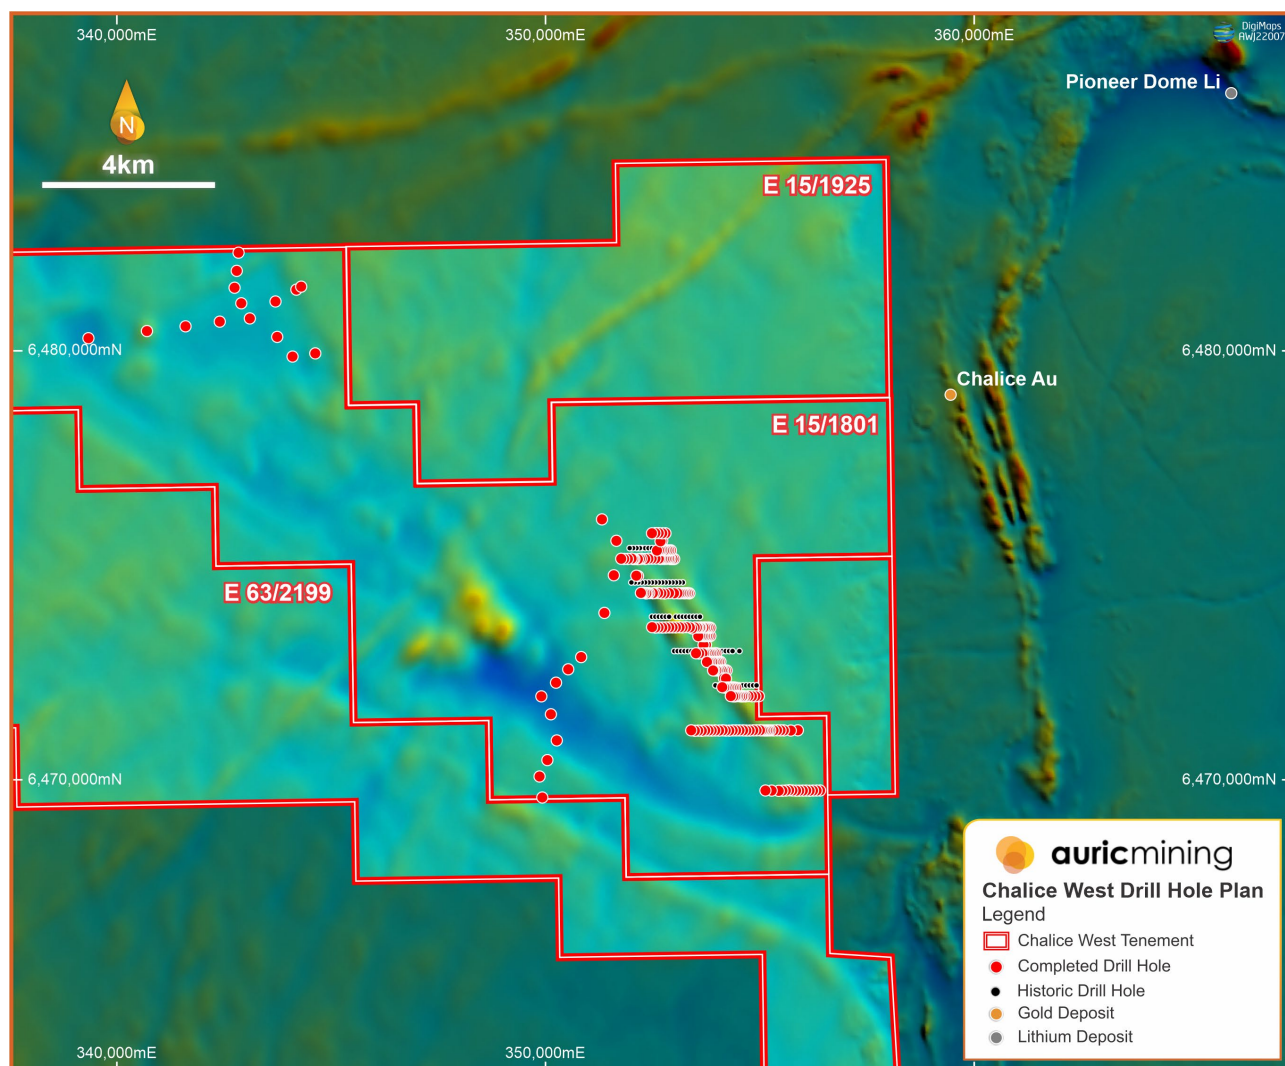 340,000mE
350,000mE
360,000mE
DigiMaps
AWJ22007
Pioneer Dome Li
N
4km
E 15/1925
6,480,000mN
6,480,000mN
Chalice Au
E 15/1801
E 63/2199
6,470,000mN
6,470,000mN
auricmining
Chalice West Drill Hole Plan
Legend
Chalice West Tenement
Completed Drill Hole
Historic Drill Hole
Gold Deposit
Lithium Deposit
340,000mE
350,000mE